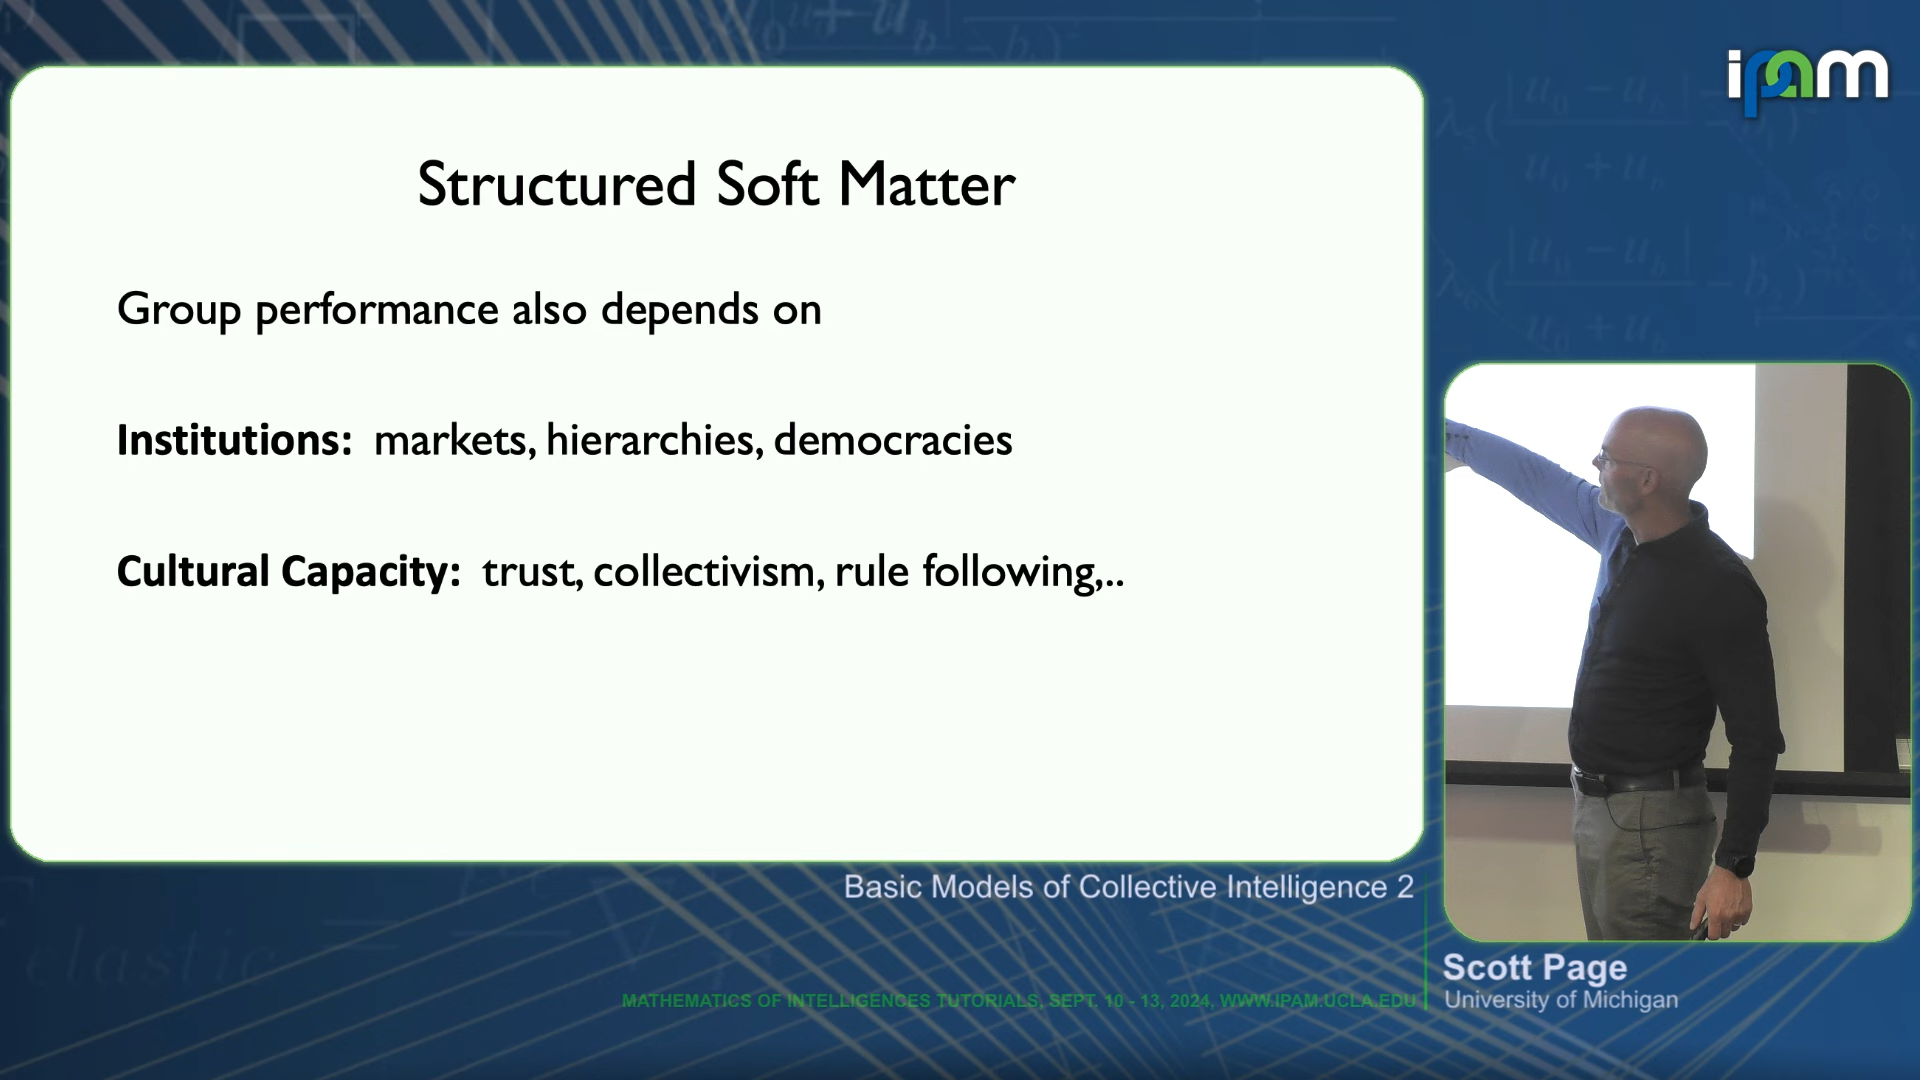 ipam
Structured Soft Matter
Group performance also depends on
Institutions: markets, hierarchies, democracies
Cultural Capacity: trust, collectivism, rule following,..
Basic Models of Collective Intelligence 2
MATHEMATICS OF INTELLIGENCES TUTORIALS, SEPT. 10 - 13, 2024, WWW.IPAM.UCLA.EDU
Scott Page
University of Michigan